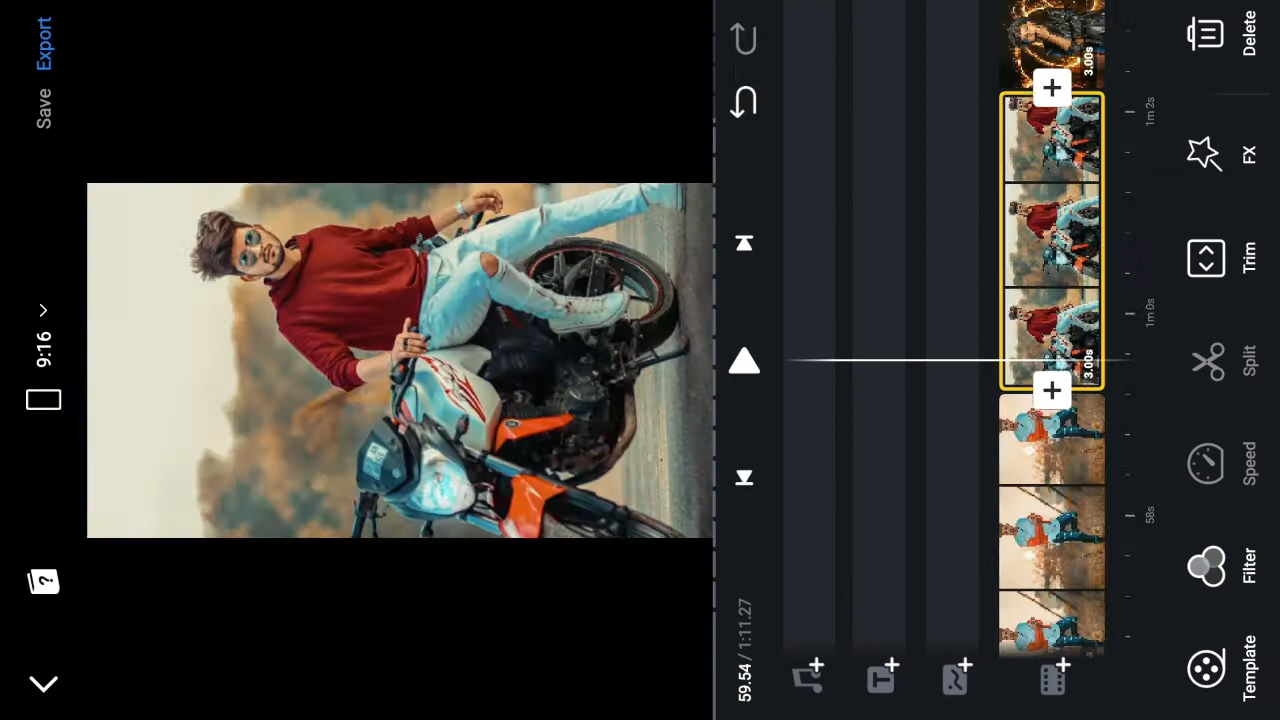 9:16
Save
Export
59.54 / 1:11.27
3.00s
3.00s
58s
1m 0s
1m 2s
Template
Filter
Speed
Split
Trim
FX
Delete